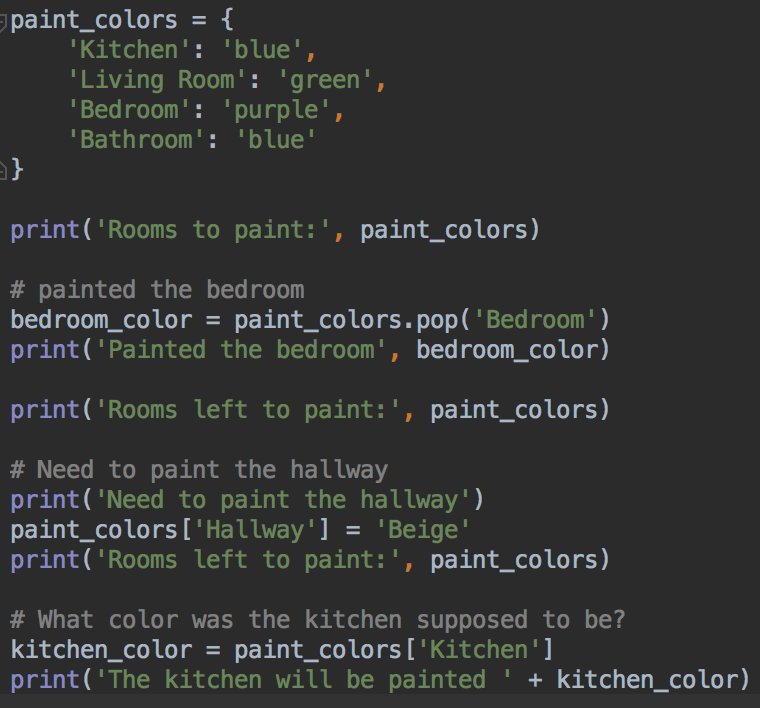 paint_colors = {
    'Kitchen': 'blue',
    'Living Room': 'green',
    'Bedroom': 'purple',
    'Bathroom': 'blue'
}

print('Rooms to paint:', paint_colors)

# painted the bedroom
bedroom_color = paint_colors.pop('Bedroom')
print('Painted the bedroom', bedroom_color)

print('Rooms left to paint:', paint_colors)

# Need to paint the hallway
print('Need to paint the hallway')
paint_colors['Hallway'] = 'Beige'
print('Rooms left to paint:', paint_colors)

# What color was the kitchen supposed to be?
kitchen_color = paint_colors['Kitchen']
print('The kitchen will be painted ' + kitchen_color)